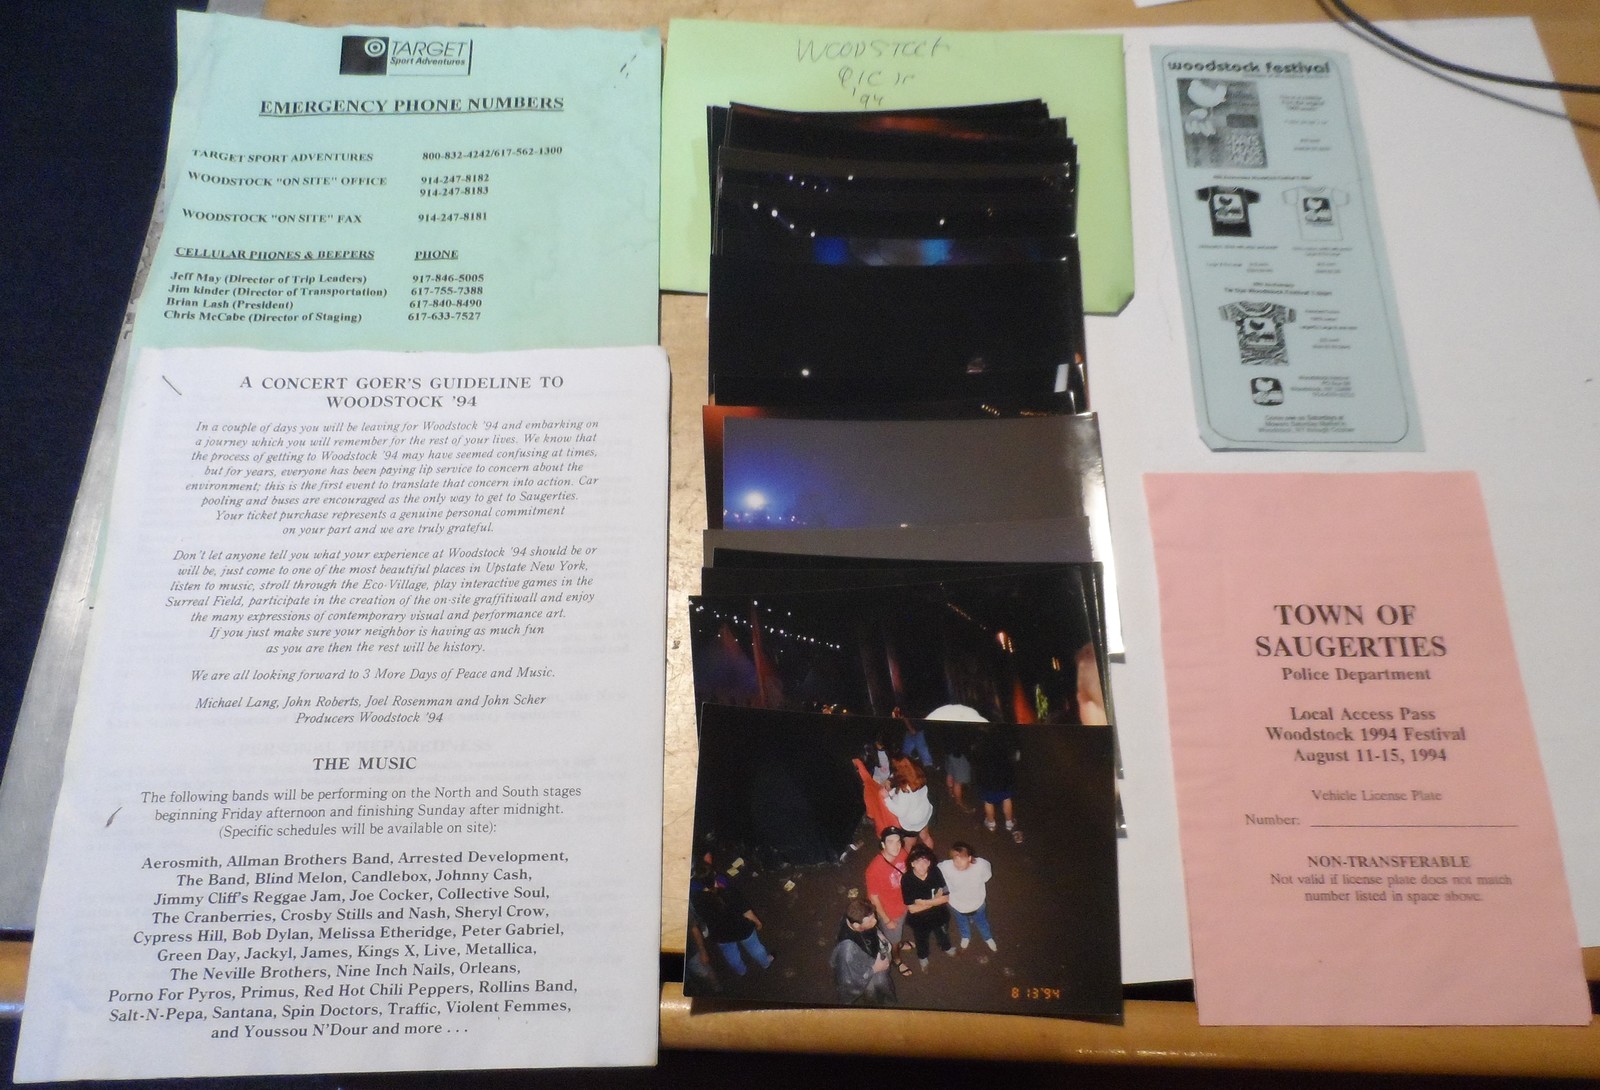 TARGET
Sport Adventures
EMERGENCY PHONE NUMBERS
TARGET SPORT ADVENTURES 800-832-4242/617-562-1300
WOODSTOCK "ON SITE" OFFICE 914-247-8182
914-247-8183
WOODSTOCK "ON SITE" FAX 914-247-8181
CELLULAR PHONES & BEEPERS PHONE
Jeff May (Director of Trip Leaders) 917-846-5005
Jim kinder (Director of Transportation) 617-755-7388
Brian Lash (President) 617-840-8490
Chris McCabe (Director of Staging) 617-633-7527
A CONCERT GOER'S GUIDELINE TO
WOODSTOCK '94
In a couple of days you will be leaving for Woodstock '94 and embarking on
a journey which you will remember for the rest of your lives. We know that
the process of getting to Woodstock '94 may have seemed confusing at times,
but for years, everyone has been paying lip service to concern about the
environment; this is the first event to translate that concern into action. Car
pooling and buses are encouraged as the only way to get to Saugerties.
Your ticket purchase represents a genuine personal commitment
on your part and we are truly grateful.
Don't let anyone tell you what your experience at Woodstock '94 should be or
will be, just come to one of the most beautiful places in Upstate New York,
listen to music, stroll through the Eco-Village, play interactive games in the
Surreal Field, participate in the creation of the on-site graffitiwall and enjoy
the many expressions of contemporary visual and performance art.
If you just make sure your neighbor is having as much fun
as you are then the rest will be history.
We are all looking forward to 3 More Days of Peace and Music.
Michael Lang, John Roberts, Joel Rosenman and John Scher
Producers Woodstock '94
THE MUSIC
The following bands will be performing on the North and South stages
beginning Friday afternoon and finishing Sunday after midnight.
(Specific schedules will be available on site):
Aerosmith, Allman Brothers Band, Arrested Development,
The Band, Blind Melon, Candlebox, Johnny Cash,
Jimmy Cliff's Reggae Jam, Joe Cocker, Collective Soul,
The Cranberries, Crosby Stills and Nash, Sheryl Crow,
Cypress Hill, Bob Dylan, Melissa Etheridge, Peter Gabriel,
Green Day, Jackyl, James, Kings X, Live, Metallica,
The Neville Brothers, Nine Inch Nails, Orleans,
Porno For Pyros, Primus, Red Hot Chili Peppers, Rollins Band,
Salt-N-Pepa, Santana, Spin Doctors, Traffic, Violent Femmes,
and Youssou N'Dour and more . . .
WOODSTOCK
'94
8 13'94
woodstock festival
TOWN OF
SAUGERTIES
Police Department
Local Access Pass
Woodstock 1994 Festival
August 11-15, 1994
Vehicle License Plate
Number:
NON-TRANSFERABLE
Not valid if license plate does not match
number listed in space above.